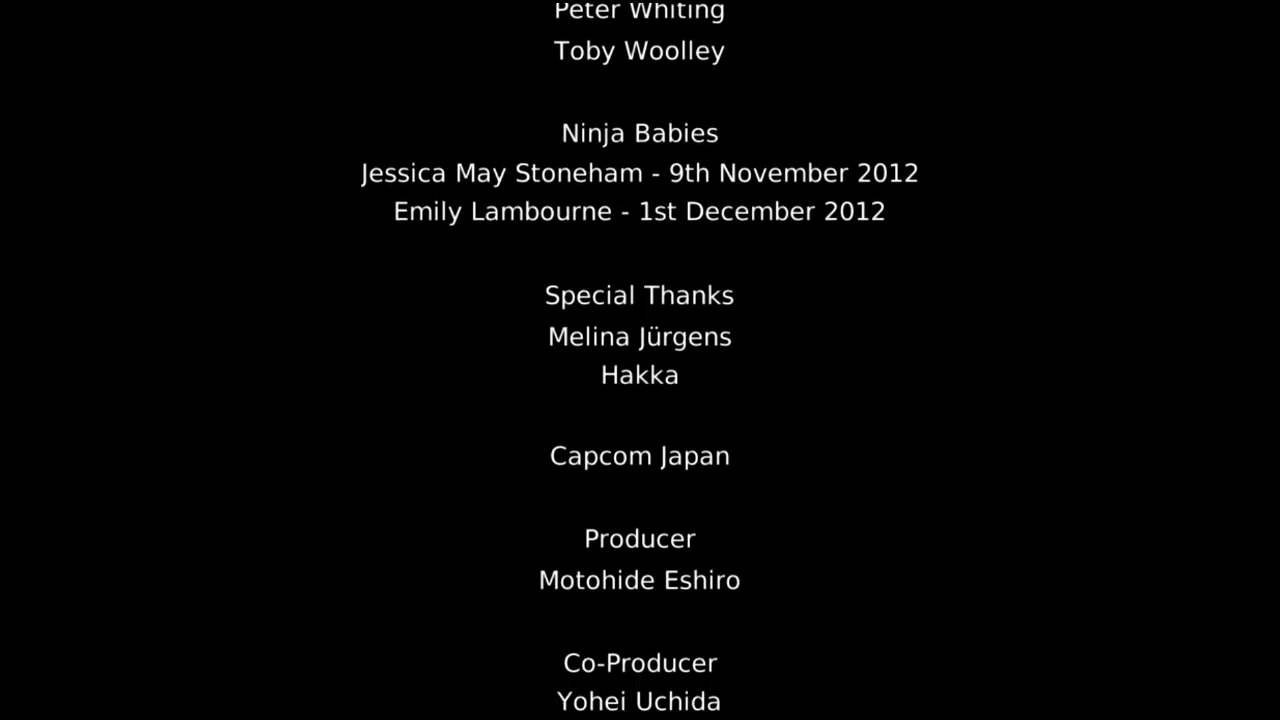 Peter Whiting
Toby Woolley
Ninja Babies
Jessica May Stoneham - 9th November 2012
Emily Lambourne - 1st December 2012
Special Thanks
Melina Jürgens
Hakka
Capcom Japan
Producer
Motohide Eshiro
Co-Producer
Yohei Uchida